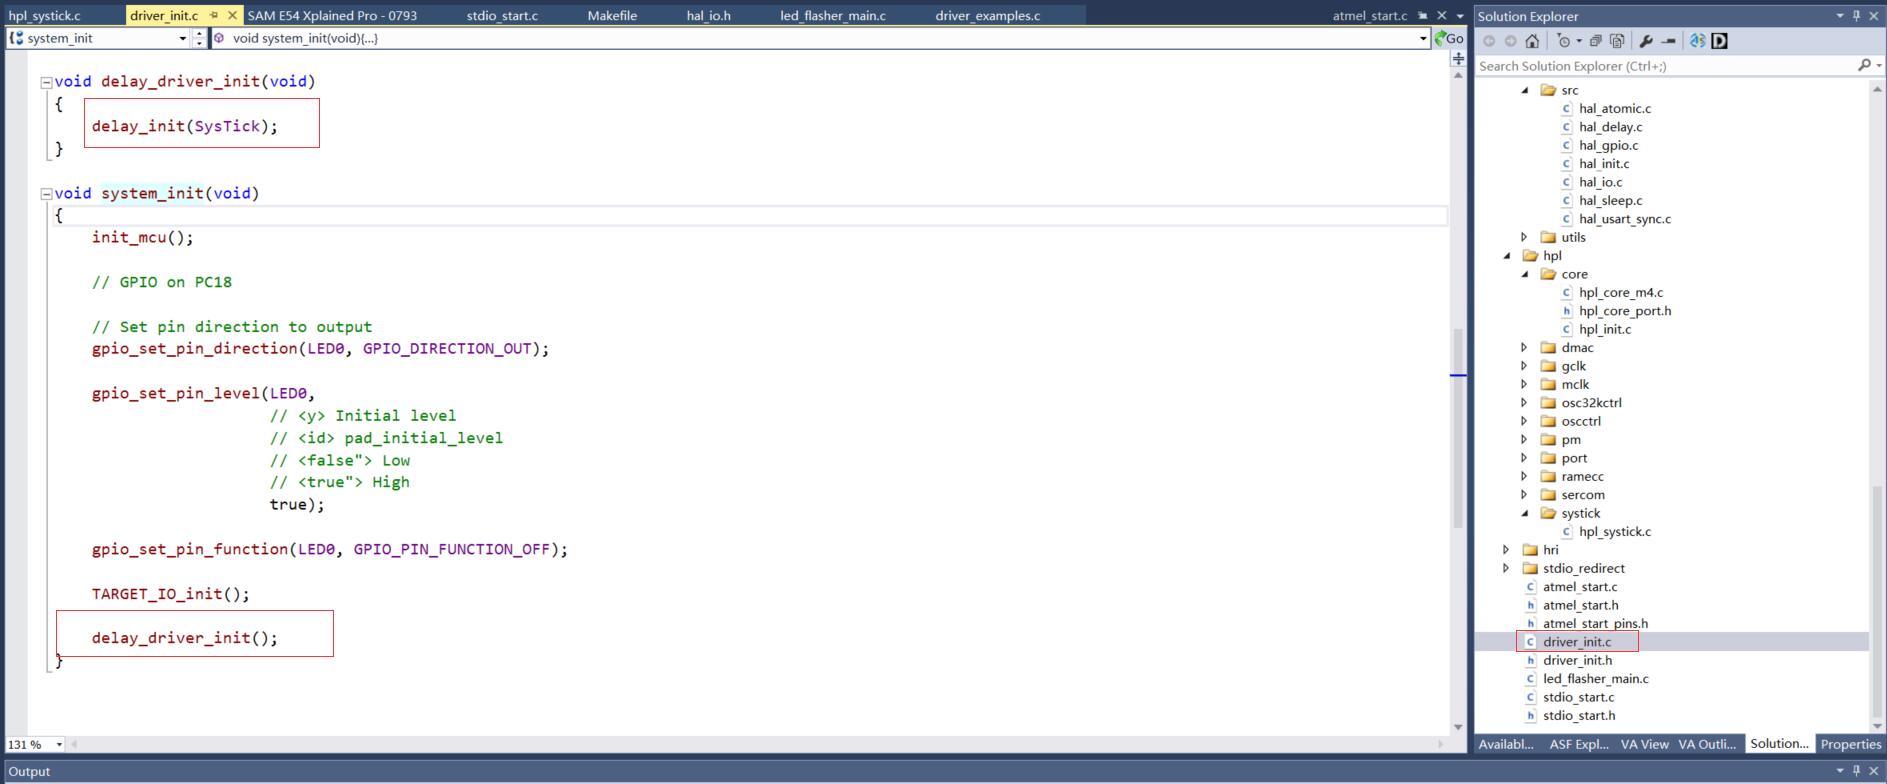 hpl_systick.c driver_init.c SAM E54 Xplained Pro - 0793 stdio_start.c Makefile hal_io.h led_flasher_main.c driver_examples.c atmel_start.c
system_init void system_init(void){...} Go
void delay_driver_init(void)
{
delay_init(SysTick);
}
void system_init(void)
{
init_mcu();
// GPIO on PC18
// Set pin direction to output
gpio_set_pin_direction(LED0, GPIO_DIRECTION_OUT);
gpio_set_pin_level(LED0,
// <y> Initial level
// <id> pad_initial_level
// <false"> Low
// <true"> High
true);
gpio_set_pin_function(LED0, GPIO_PIN_FUNCTION_OFF);
TARGET_IO_init();
delay_driver_init();
}
131 %
Output
Solution Explorer
Search Solution Explorer (Ctrl+;)
src
hal_atomic.c
hal_delay.c
hal_gpio.c
hal_init.c
hal_io.c
hal_sleep.c
hal_usart_sync.c
utils
hpl
core
hpl_core_m4.c
hpl_core_port.h
hpl_init.c
dmac
gclk
mclk
osc32kctrl
oscctrl
pm
port
ramecc
sercom
systick
hpl_systick.c
hri
stdio_redirect
atmel_start.c
atmel_start.h
atmel_start_pins.h
driver_init.c
driver_init.h
led_flasher_main.c
stdio_start.c
stdio_start.h
Availabl... ASF Expl... VA View VA Outli... Solution... Properties